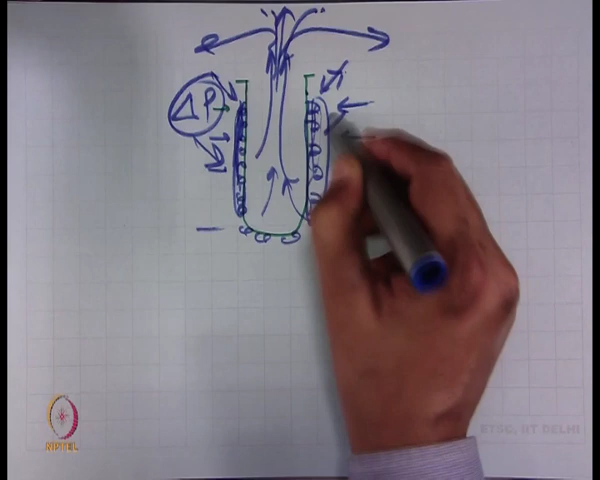 ΔP
NPTEL
ETSC, IIT DELHI